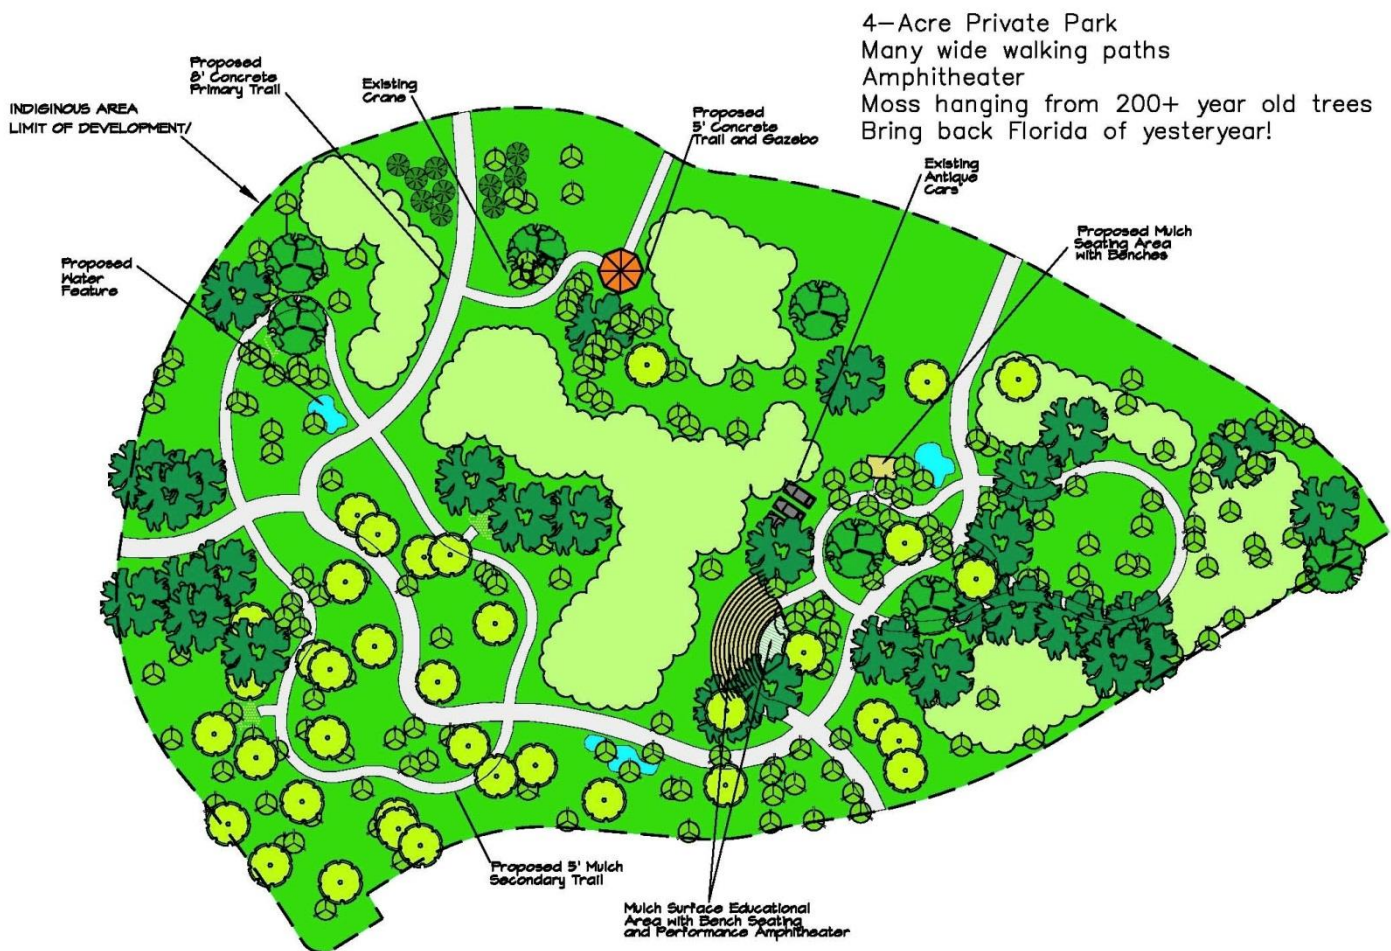 4-Acre Private Park
Many wide walking paths
Amphitheater
Moss hanging from 200+ year old trees
Bring back Florida of yesteryear!
Proposed
8' Concrete
Primary Trail
Existing
Crane
INDIGINOUS AREA
LIMIT OF DEVELOPMENT/
Proposed
5' Concrete
Trail and Gazebo
Existing
Antique
Cars"
Proposed Mulch
Seating Area
with Benches
Proposed
Water
Feature
Proposed 5' Mulch
Secondary Trail
Mulch Surface Educational
Area with Bench Seating
and Performance Amphitheater